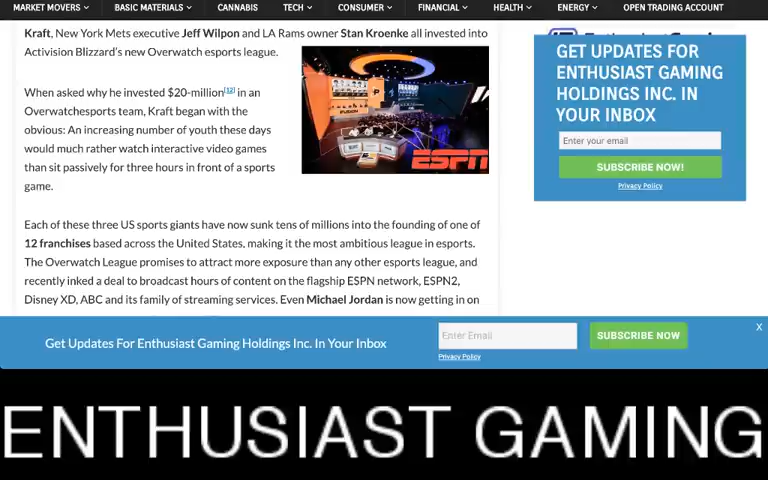 MARKET MOVERS BASIC MATERIALS CANNABIS TECH CONSUMER FINANCIAL HEALTH ENERGY OPEN TRADING ACCOUNT
Kraft, New York Mets executive Jeff Wilpon and LA Rams owner Stan Kroenke all invested into
Activision Blizzard's new Overwatch esports league.
When asked why he invested $20-million[12] in an
Overwatchesports team, Kraft began with the
obvious: An increasing number of youth these days
would much rather watch interactive video games
than sit passively for three hours in front of a sports
game.
FUSION
ESPN
Each of these three US sports giants have now sunk tens of millions into the founding of one of
12 franchises based across the United States, making it the most ambitious league in esports.
The Overwatch League promises to attract more exposure than any other esports league, and
recently inked a deal to broadcast hours of content on the flagship ESPN network, ESPN2,
Disney XD, ABC and its family of streaming services. Even Michael Jordan is now getting in on
GET UPDATES FOR
ENTHUSIAST GAMING
HOLDINGS INC. IN
YOUR INBOX
Enter your email
SUBSCRIBE NOW!
Privacy Policy
Get Updates For Enthusiast Gaming Holdings Inc. In Your Inbox
Enter Email
SUBSCRIBE NOW
X
Privacy Policy
ENTHUSIAST GAMING